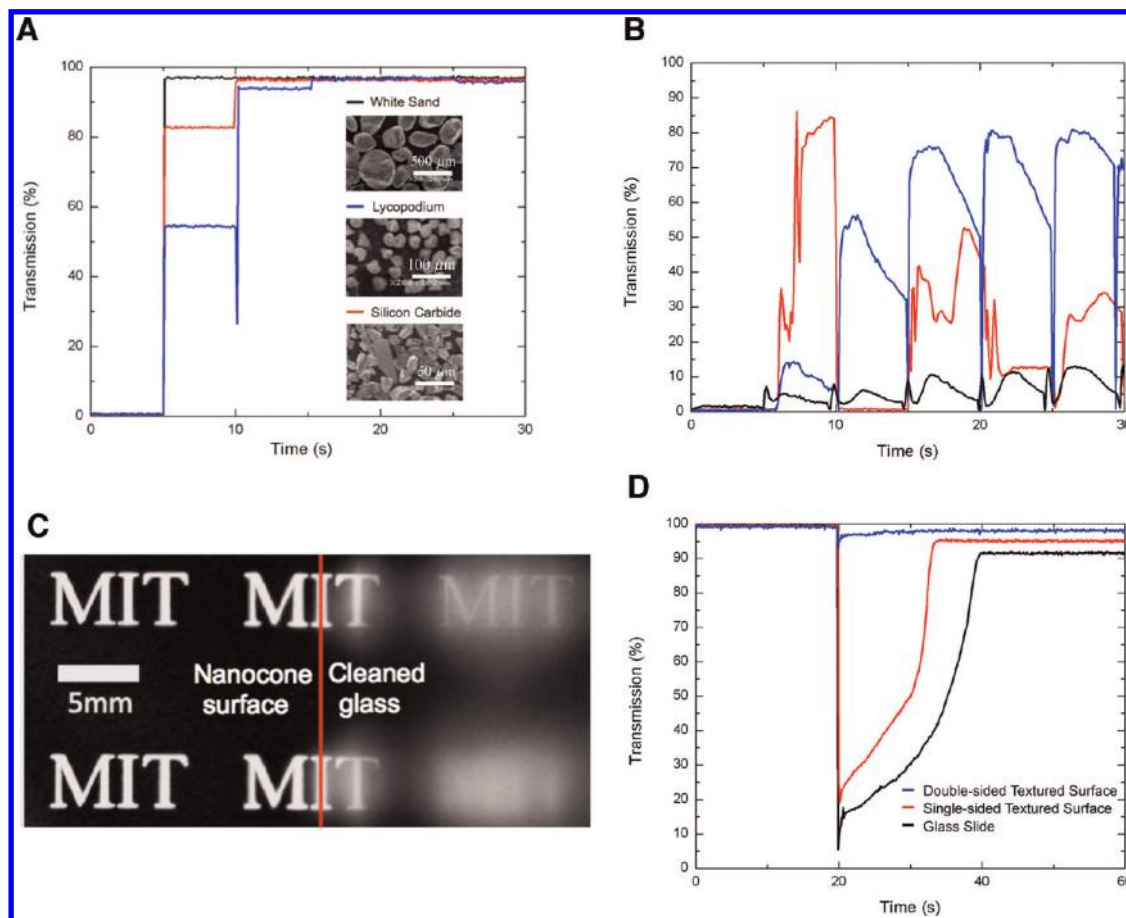 A
Transmission (%)
100
80
60
40
20
0
0
10
20
30
Time (s)
White Sand
500 µm
Lycopodium
100 µm
Silicon Carbide
50 µm
B
Transmission (%)
100
90
80
70
60
50
40
30
20
10
0
0
10
20
30
Time (s)
C
MIT MIT MIT
5mm
Nanocone
surface
Cleaned
glass
MIT MIT
D
Transmission (%)
100
90
80
70
60
50
40
30
20
10
0
0
20
40
60
Time (s)
Double-sided Textured Surface
Single-sided Textured Surface
Glass Slide